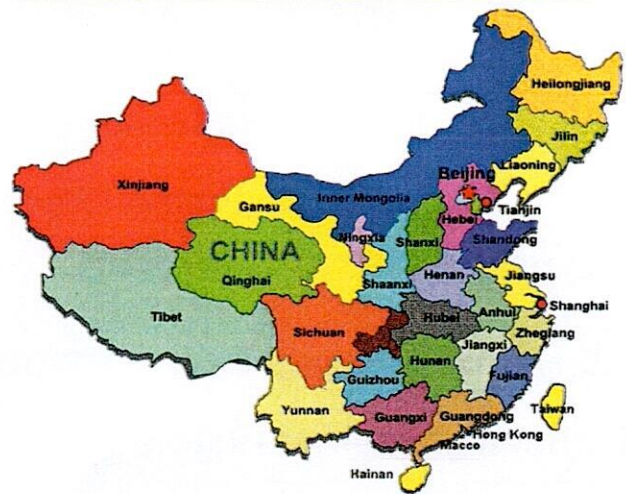 Heilongjiang
Jilin
Liaoning
Beijing
Xinjiang
Inner Mongolia
Gansu
Tianjin
Hebei
Ningxia
Shanxi
Shandong
CHINA
Qinghai
Shaanxi
Henan
Jiangsu
Tibet
Shanghai
Sichuan
Hubei
Anhui
Zhegiang
Jiangxi
Hunan
Guizhou
Fujian
Yunnan
Guangxi
Guangdong
Taiwan
Hong Kong
Macco
Hainan